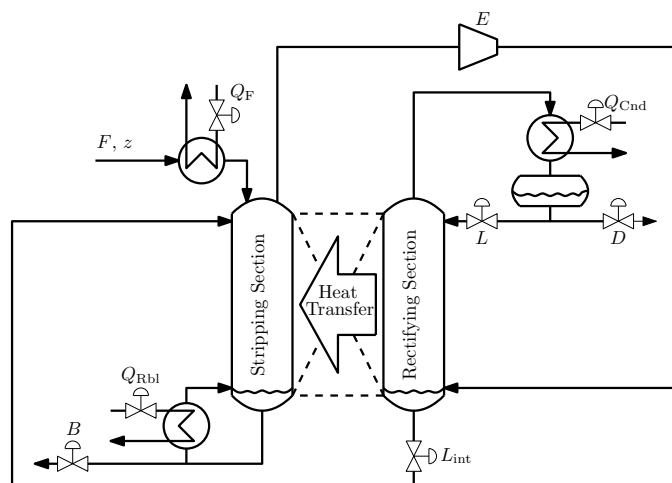 E
Q_F
Q_Cnd
F, z
L
D
Stripping Section
Heat
Transfer
Rectifying Section
Q_Rbl
B
L_int